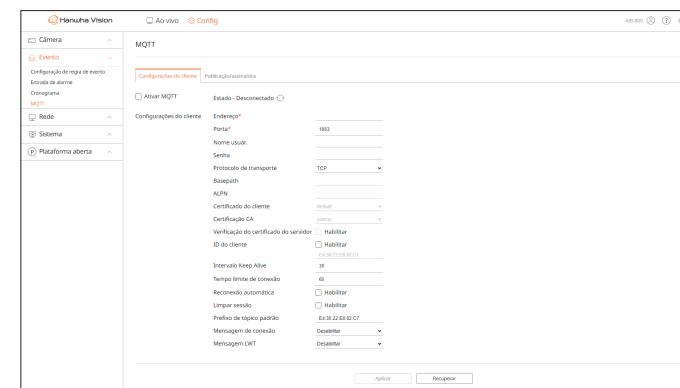 Hanwha Vision
Ao vivo
Config
Câmera
Evento
Configuração de regra de evento
Entrada de alarme
Cronograma
MQTT
Rede
Sistema
Plataforma aberta
MQTT
Configurações do cliente
Publicação/assinatura
Ativar MQTT
Estado - Desconectado
Configurações do cliente
Endereço*
Porta* 1883
Nome usuár.
Senha
Protocolo de transporte TCP
Basepath
ALPN
Certificado do cliente default
Certificação CA
Verificação do certificado do servidor Habilitar
ID do cliente Habilitar
Intervalo Keep Alive 30
Tempo limite de conexão 60
Reconexão automática Habilitar
Limpar sessão Habilitar
Prefixo de tópico padrão
Mensagem de conexão Desabilitar
Mensagem LWT Desabilitar
Aplicar
Recuperar